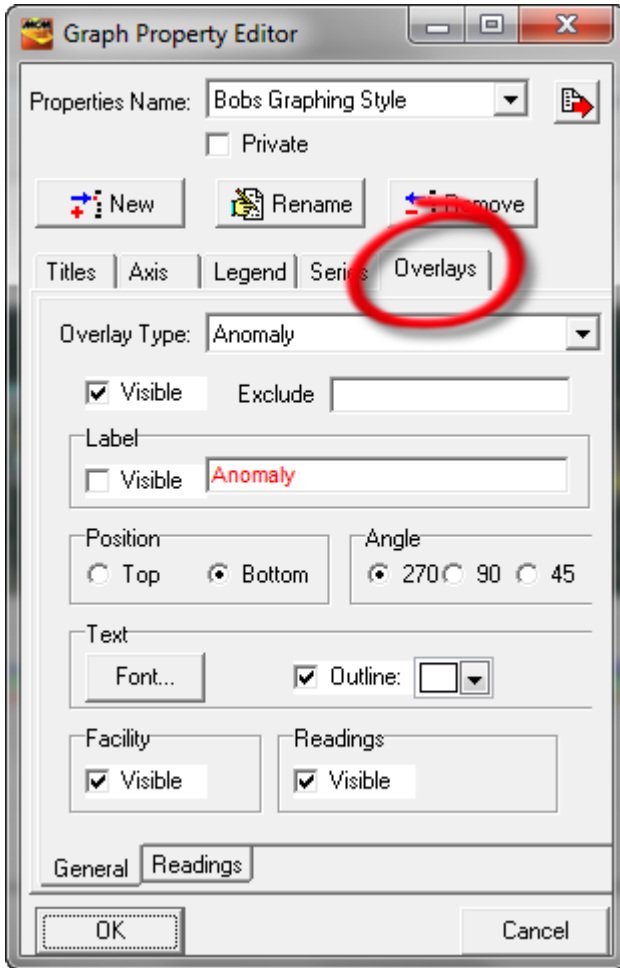 MCM Graph Property Editor
Properties Name: Bobs Graphing Style
Private
New Rename Remove
Titles Axis Legend Series Overlays
Overlay Type: Anomaly
Visible Exclude
Label
Visible Anomaly
Position Angle
Top Bottom 270 90 45
Text
Font... Outline:
Facility Readings
Visible Visible
General Readings
OK Cancel